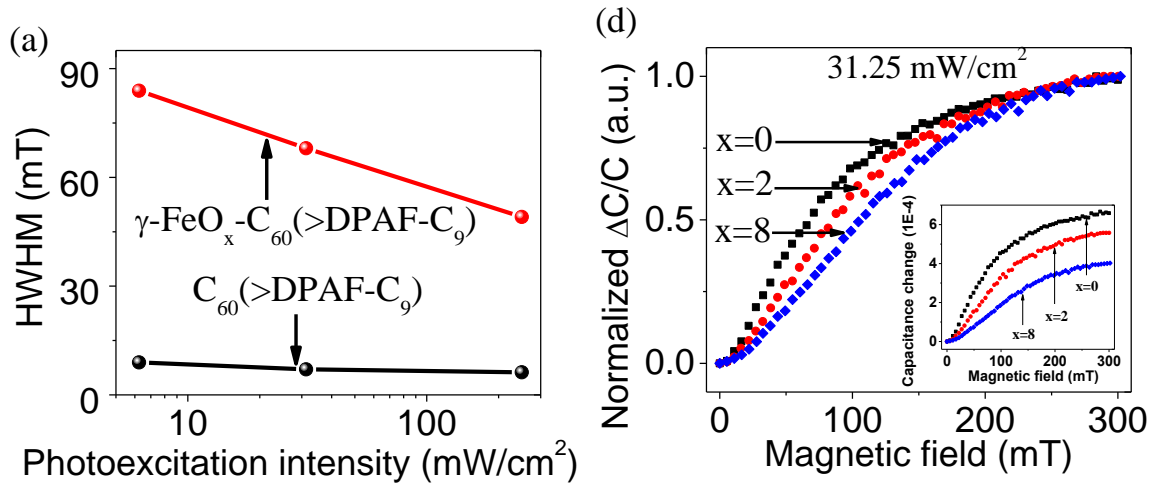 (a)
90
60
30
0
HWHM (mT)
γ-FeOₓ-C₆₀(>DPAF-C₉)
C₆₀(>DPAF-C₉)
10
100
Photoexcitation intensity (mW/cm²)
(d)
31.25 mW/cm²
1.0
0.5
0.0
Normalized ΔC/C (a.u.)
x=0
x=2
x=8
6
4
2
0
Capacitance change (1E-4)
x=0
x=2
x=8
0
100
200
300
Magnetic field (mT)
0
100
200
300
Magnetic field (mT)